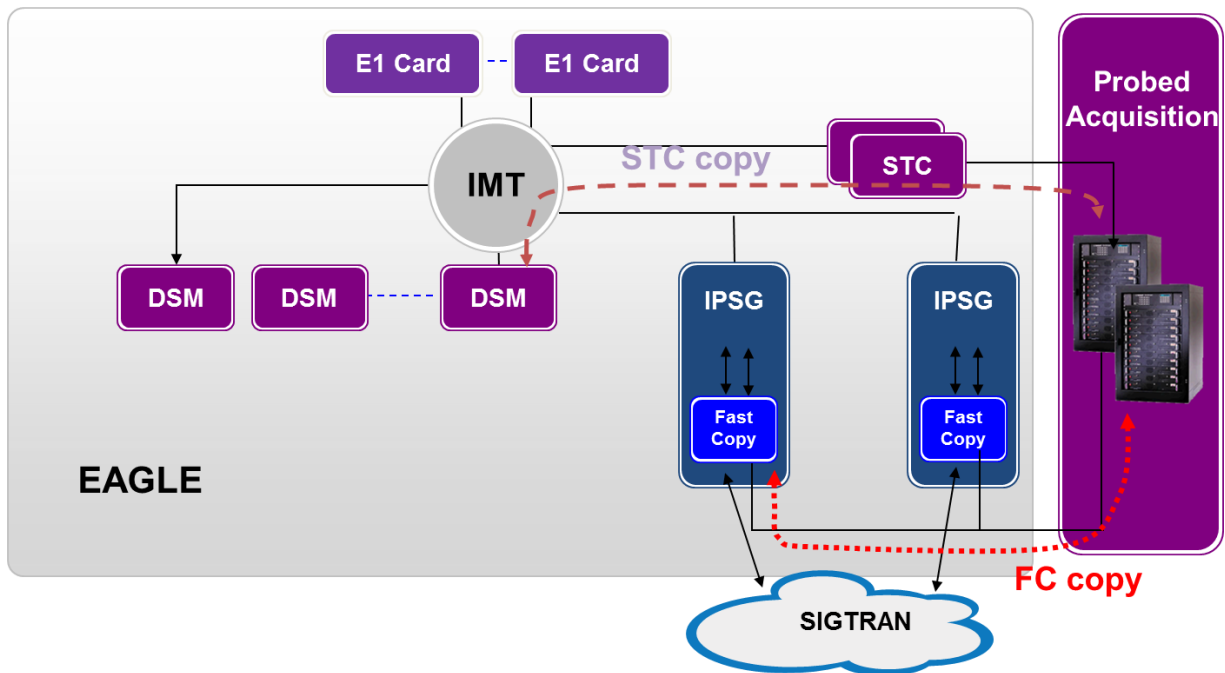 E1 Card
E1 Card
Probed
Acquisition
STC copy
STC
IMT
DSM
DSM
DSM
IPSG
IPSG
Fast
Copy
Fast
Copy
EAGLE
FC copy
SIGTRAN